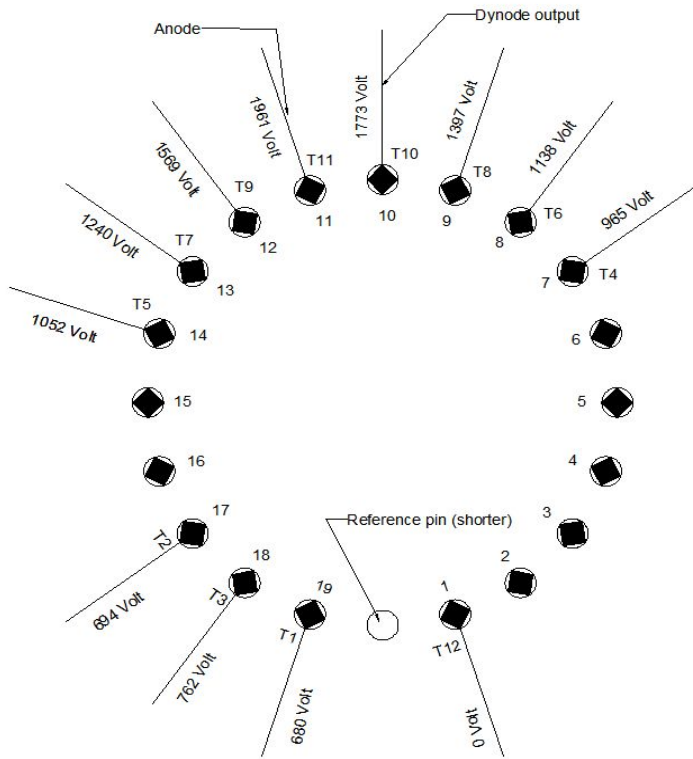 Dynode output
Anode
1773 Volt
1397 Volt
1961 Volt
1138 Volt
1569 Volt
T10
T11
T8
965 Volt
T9
T6
10
11
9
1240 Volt
12
8
T7
T4
7
13
T5
1052 Volt
14
6
15
5
16
4
17
3
Reference pin (shorter)
T2
18
2
694 Volt
T3
19
1
T1
T12
762 Volt
680 Volt
0 Volt